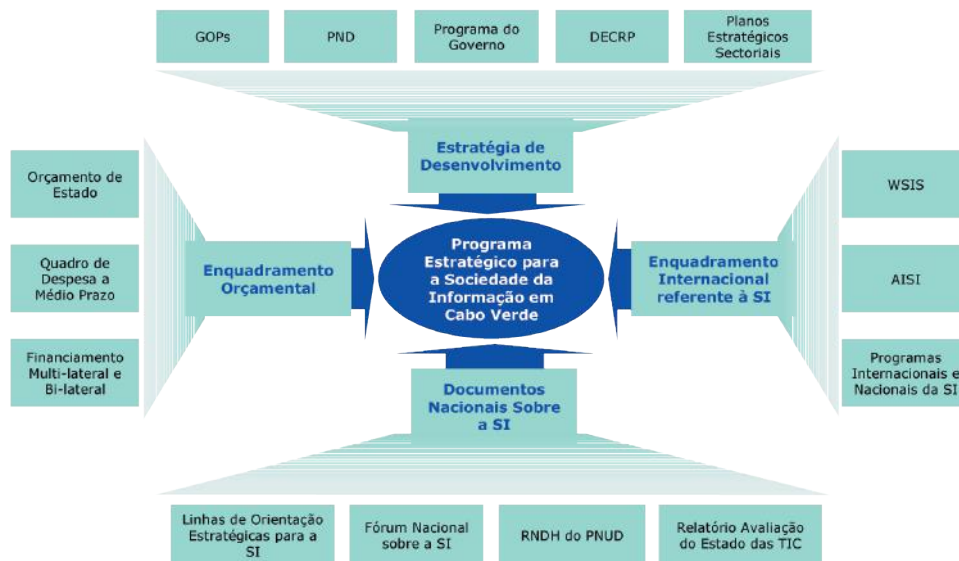 GOPs
PND
Programa do
Governo
DECRP
Planos
Estratégicos
Sectoriais
Estratégia de
Desenvolvimento
Orçamento de
Estado
Quadro de
Despesa a
Médio Prazo
Financiamento
Multi-lateral e
Bi-lateral
Enquadramento
Orçamental
Programa
Estratégico para
a Sociedade da
Informação em
Cabo Verde
Enquadramento
Internacional
referente à SI
WSIS
AISI
Programas
Internacionais e
Nacionais da SI
Documentos
Nacionais Sobre
a SI
Linhas de Orientação
Estratégicas para a
SI
Fórum Nacional
sobre a SI
RNDH do PNUD
Relatório Avaliação
do Estado das TIC